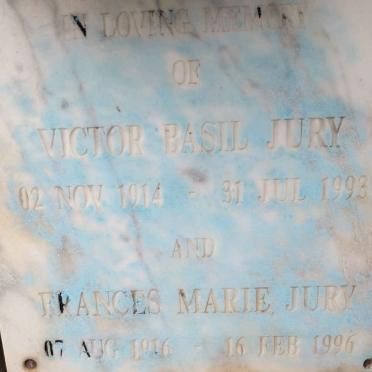 IN LOVING MEMORY
OF
VICTOR BASIL JURY
02 NOV 1914 - 31 JUL 1993
AND
FRANCES MARIE JURY
07 AUG 1916 - 16 FEB 1996